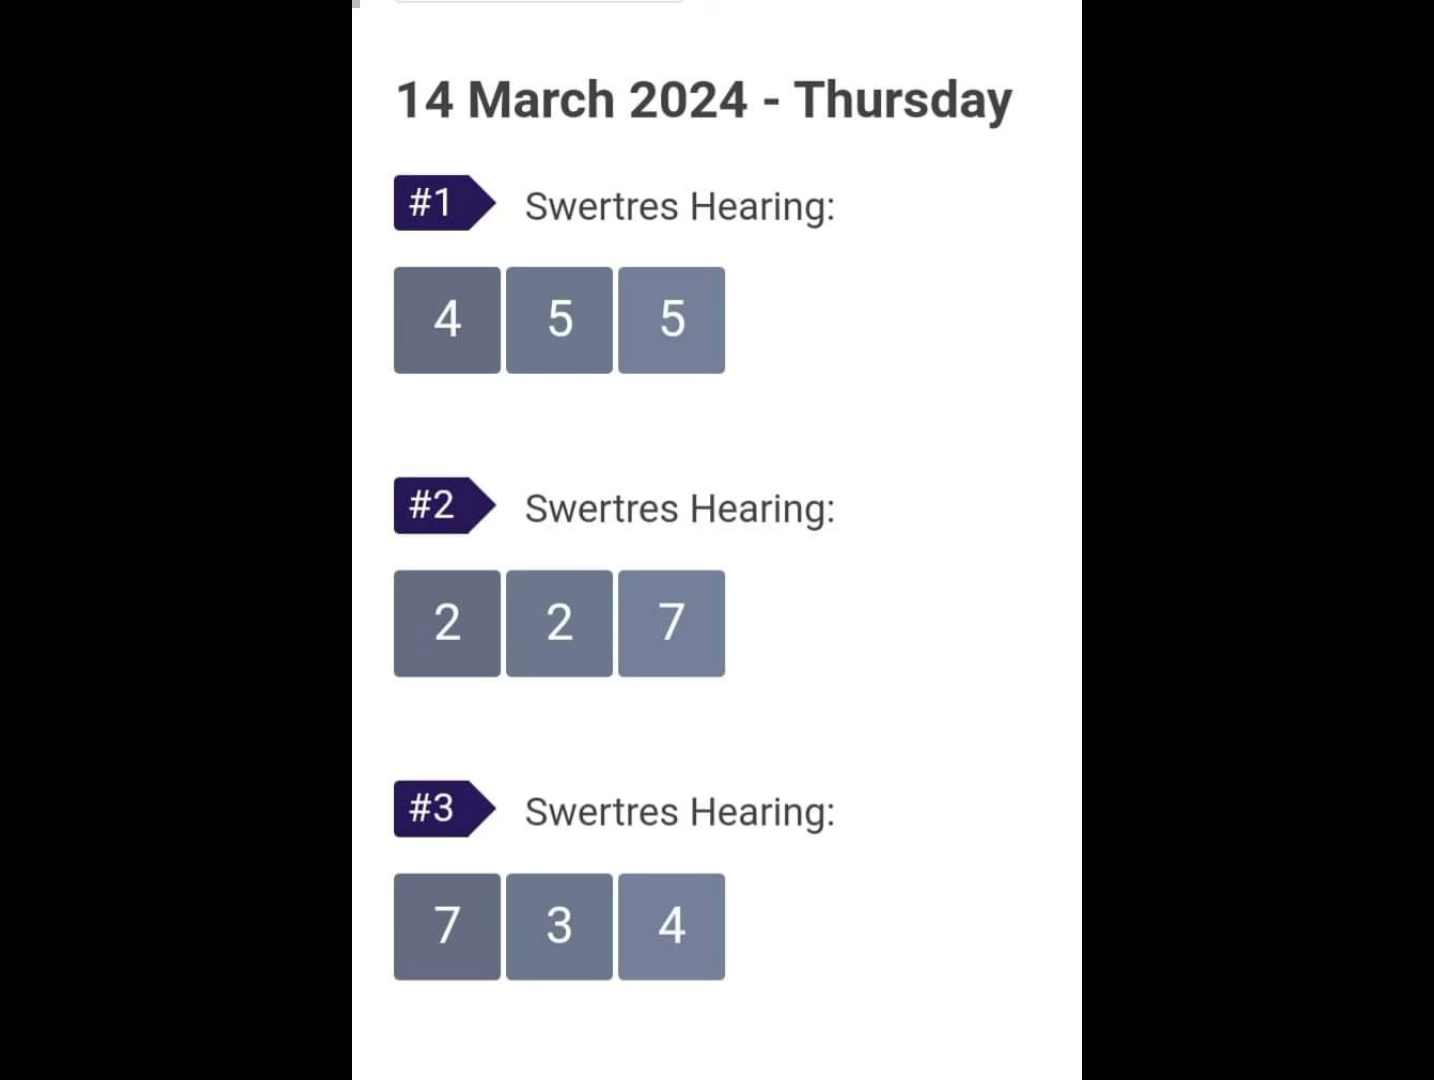 14 March 2024 - Thursday
#1 Swertres Hearing:
4 5 5
#2 Swertres Hearing:
2 2 7
#3 Swertres Hearing:
7 3 4